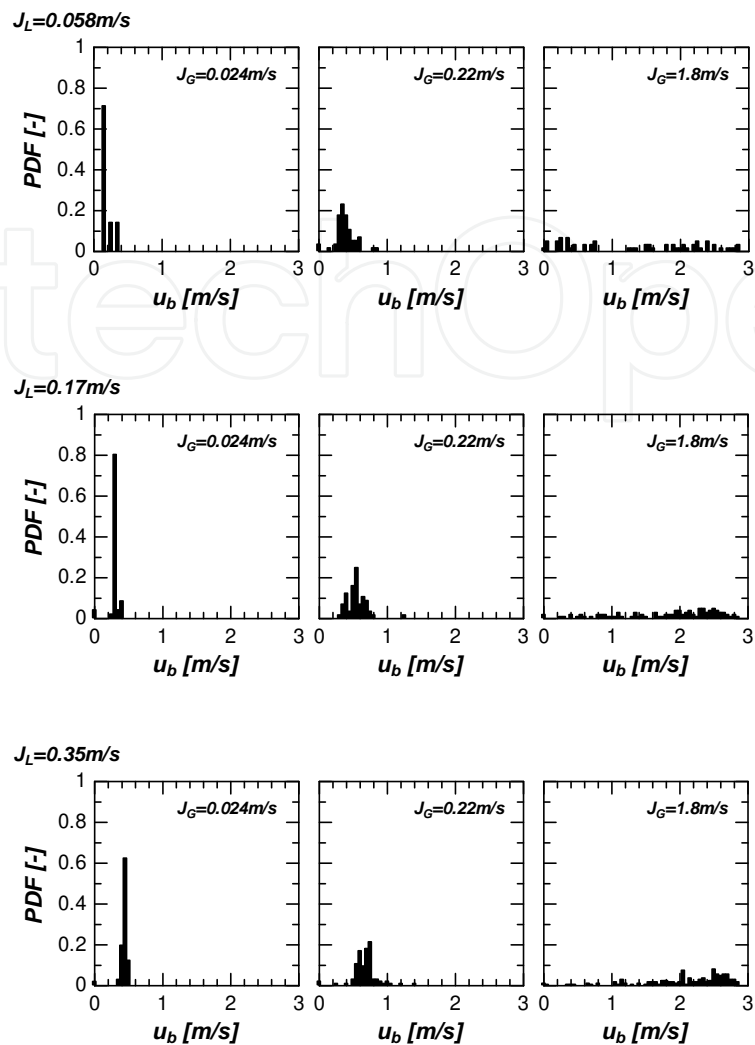 J_L=0.058m/s
J_G=0.024m/s J_G=0.22m/s J_G=1.8m/s
1
0.8
0.6
0.4
0.2
0
PDF [-]
0 1 2 3 0 1 2 3 0 1 2 3
u_b [m/s] u_b [m/s] u_b [m/s]
techOp
J_L=0.17m/s
J_G=0.024m/s J_G=0.22m/s J_G=1.8m/s
1
0.8
0.6
0.4
0.2
0
PDF [-]
0 1 2 3 0 1 2 3 0 1 2 3
u_b [m/s] u_b [m/s] u_b [m/s]
J_L=0.35m/s
J_G=0.024m/s J_G=0.22m/s J_G=1.8m/s
1
0.8
0.6
0.4
0.2
0
PDF [-]
0 1 2 3 0 1 2 3 0 1 2 3
u_b [m/s] u_b [m/s] u_b [m/s]